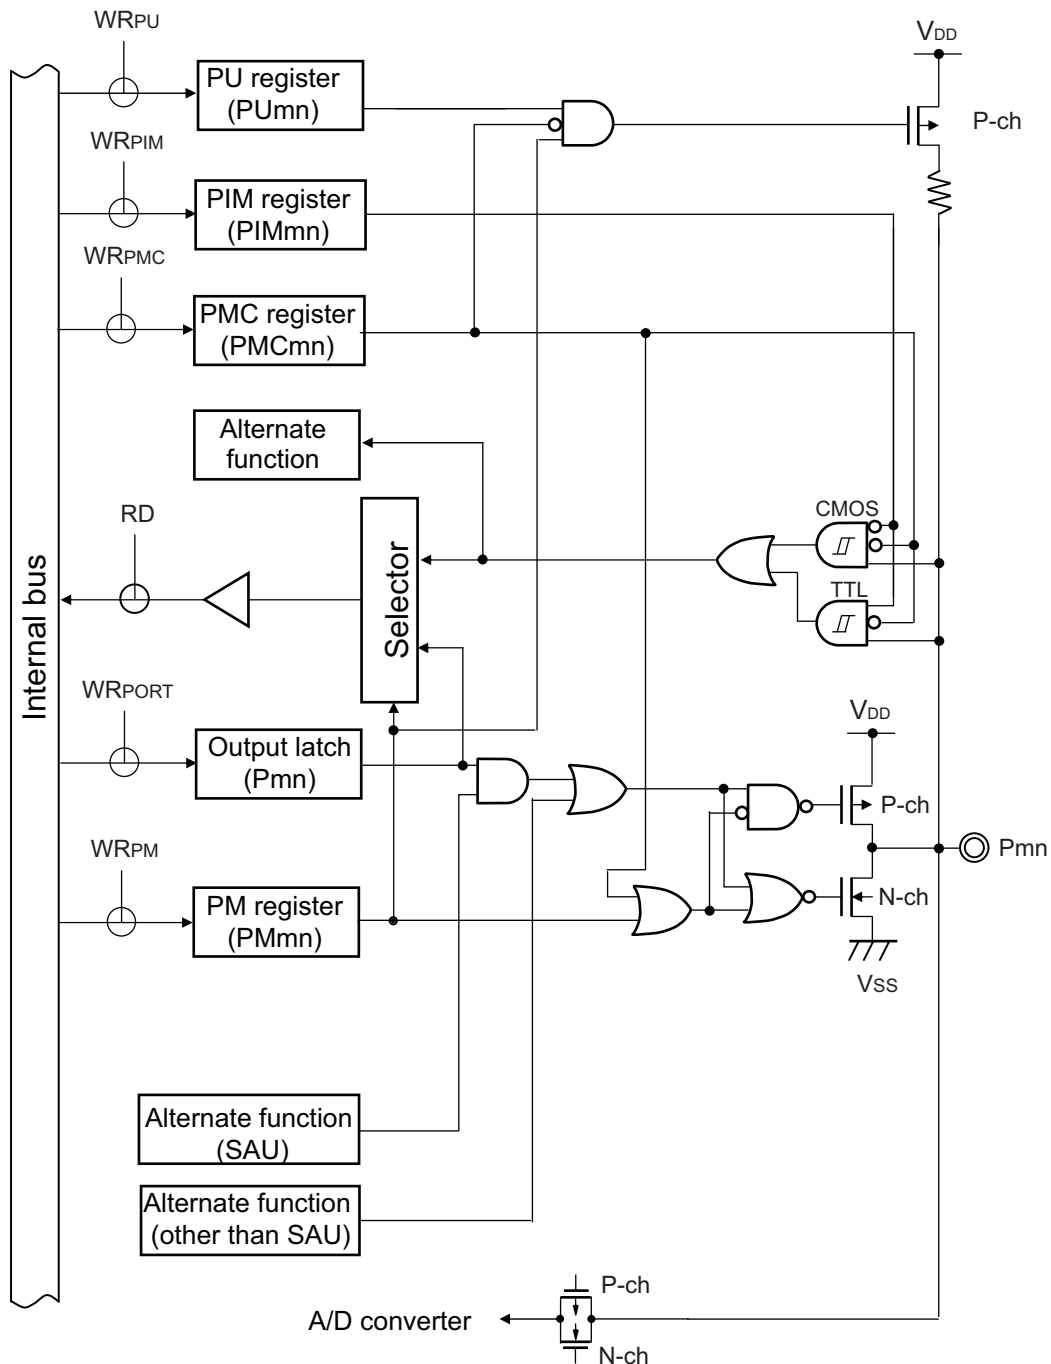 WRPU
VDD
PU register
(PUmn)
P-ch
WRPIM
PIM register
(PIMmn)
WRPMC
PMC register
(PMCmn)
Alternate
function
CMOS
RD
Selector
TTL
Internal bus
WRPORT
VDD
Output latch
(Pmn)
P-ch
WRPM
Pmn
PM register
(PMmn)
N-ch
VSS
Alternate function
(SAU)
Alternate function
(other than SAU)
P-ch
A/D converter
N-ch